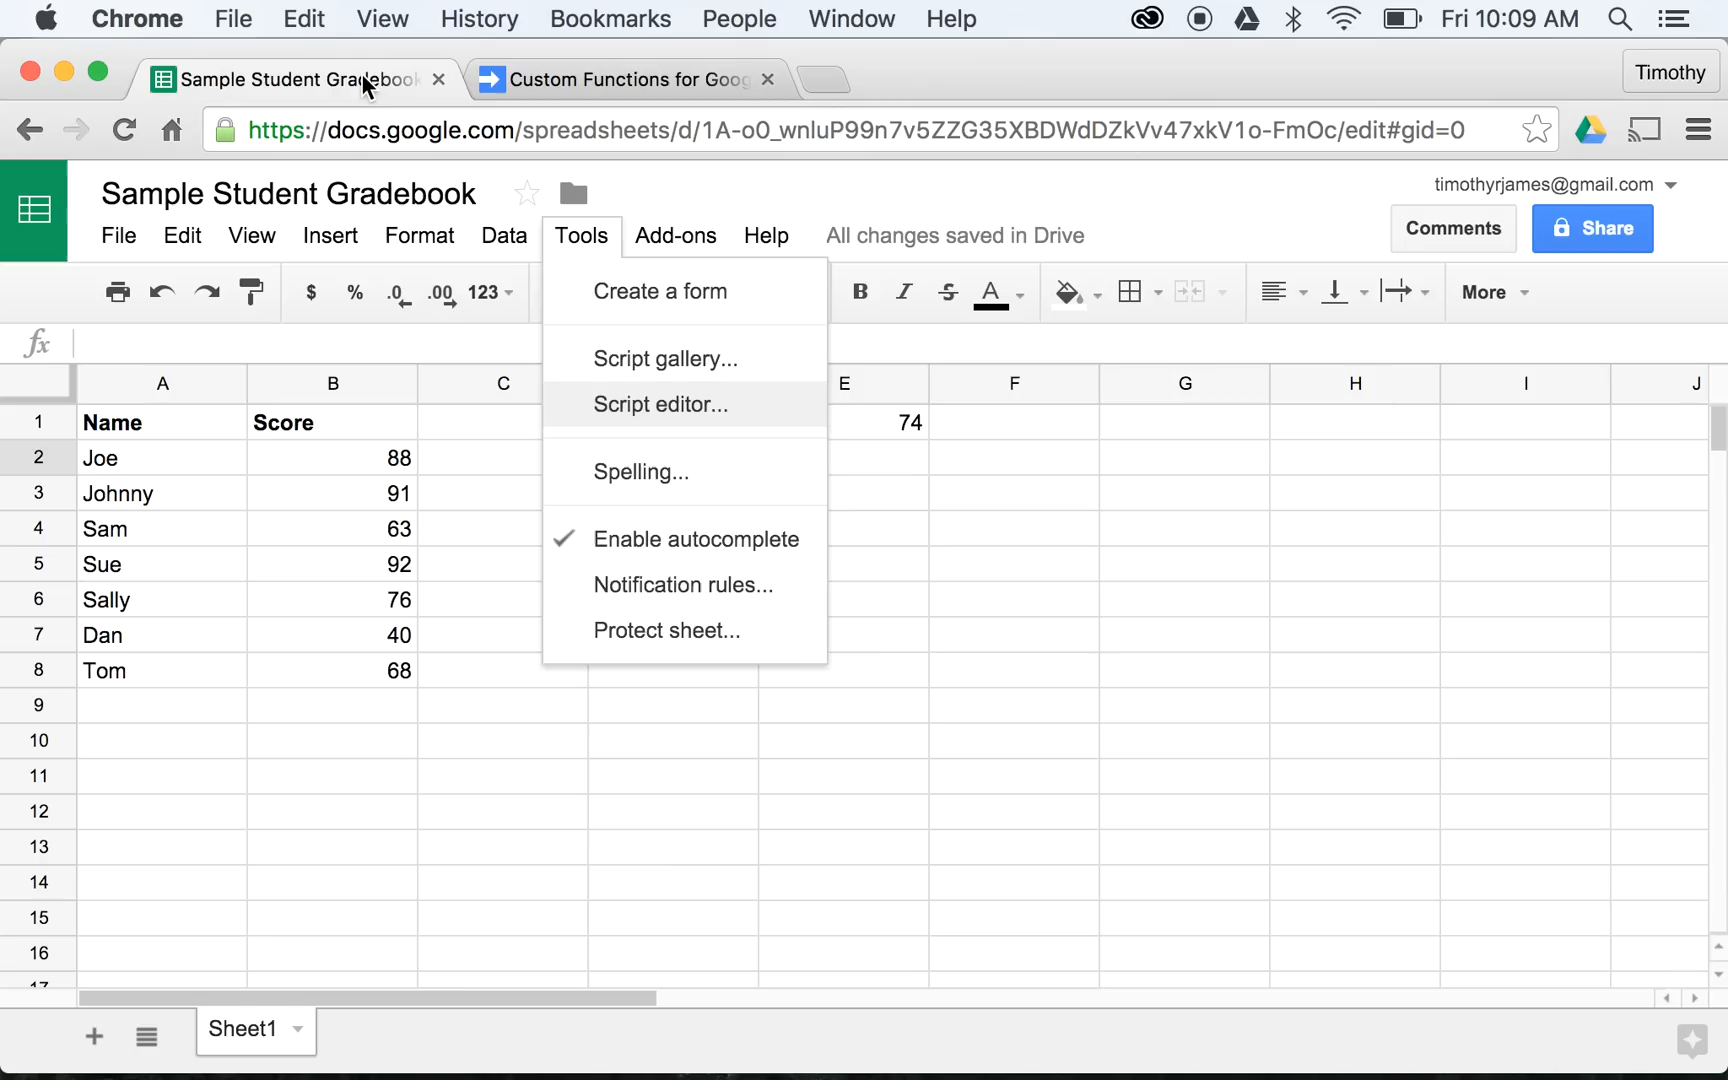 Chrome File Edit View History Bookmarks People Window Help Fri 10:09 AM
Sample Student Gradebook Custom Functions for Goog Timothy
https://docs.google.com/spreadsheets/d/1A-o0_wnluP99n7v5ZZG35XBDWdDZkVv47xkV1o-FmOc/edit#gid=0
Sample Student Gradebook timothyrjames@gmail.com
File Edit View Insert Format Data Tools Add-ons Help All changes saved in Drive Comments Share
$ % .0 .00 123 Create a form B I S A More
fx
Script gallery...
A B C E F G H I J
Script editor...
1 Name Score 74
2 Joe 88
Spelling...
3 Johnny 91
4 Sam 63
Enable autocomplete
5 Sue 92
Notification rules...
6 Sally 76
7 Dan 40
Protect sheet...
8 Tom 68
9
10
11
12
13
14
15
16
17
Sheet1